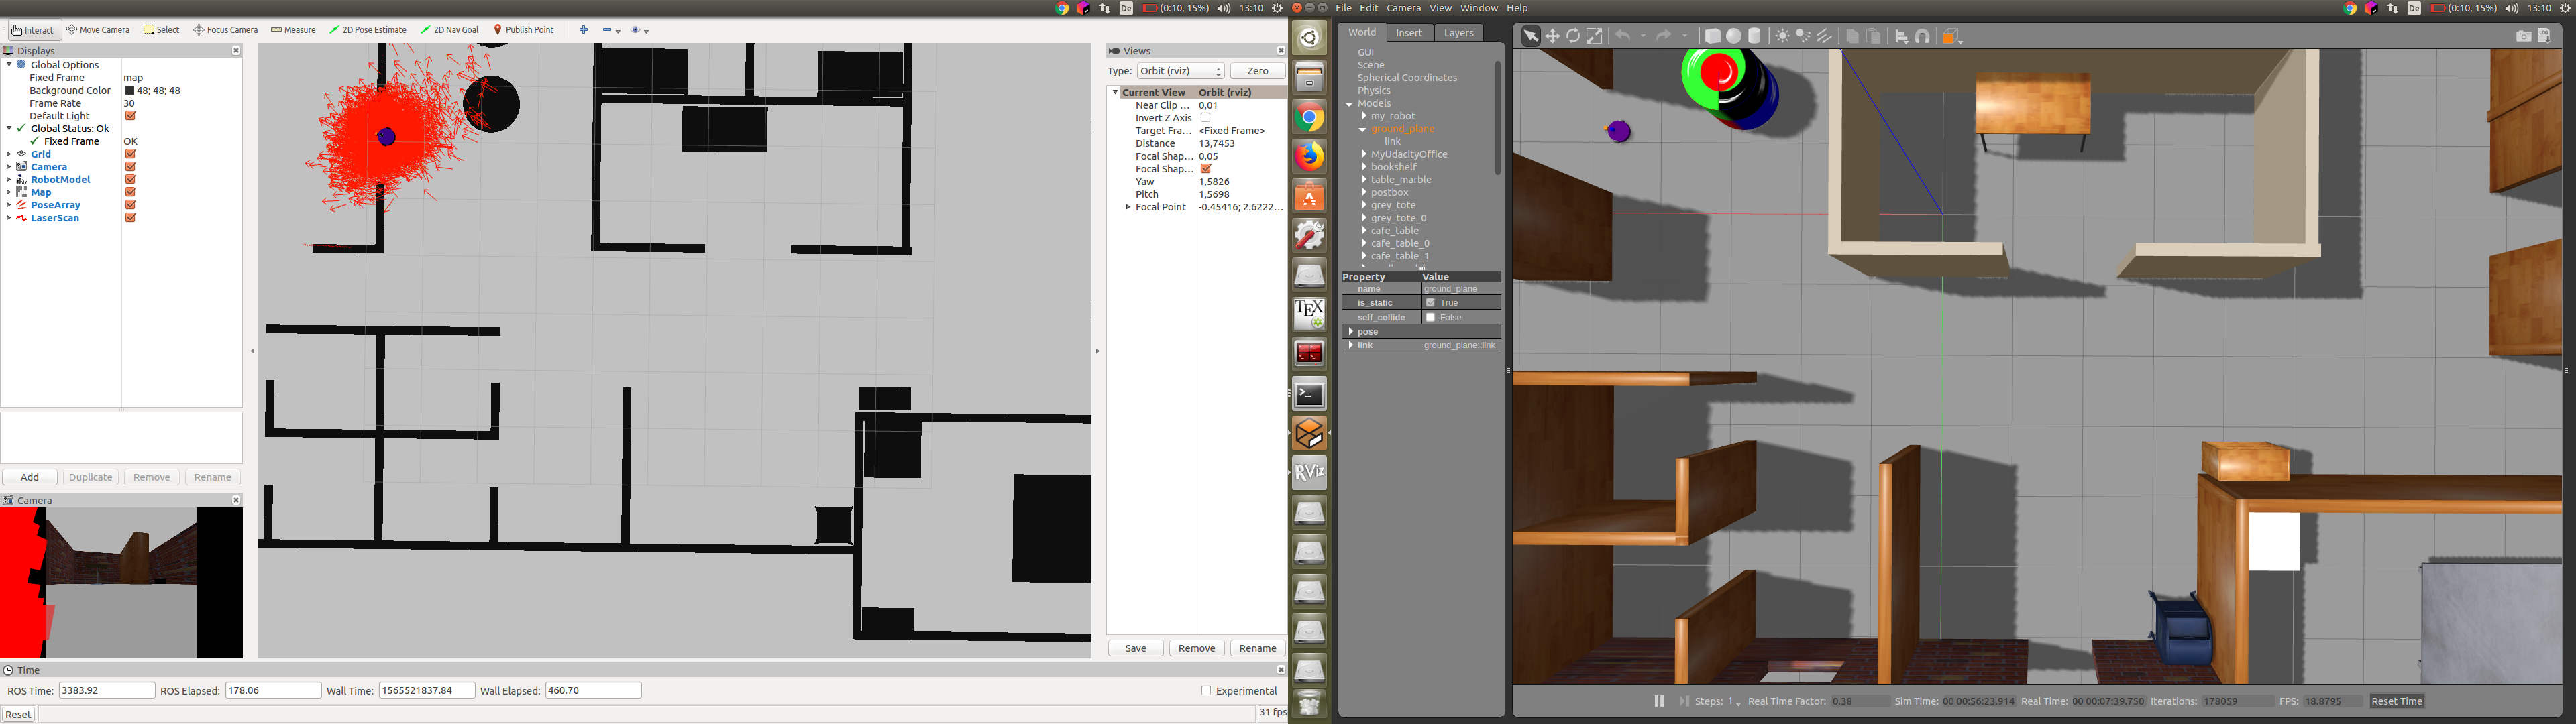 De (0:10, 15%) 13:10
File Edit Camera View Window Help
De (0:10, 15%) 13:10
Interact Move Camera Select Focus Camera Measure 2D Pose Estimate 2D Nav Goal Publish Point
Displays
Global Options
Fixed Frame map
Background Color 48; 48; 48
Frame Rate 30
Default Light
Global Status: Ok
Fixed Frame OK
Grid
Camera
RobotModel
Map
PoseArray
LaserScan
Add Duplicate Remove Rename
Camera
Views
Type: Orbit (rviz) Zero
Current View Orbit (rviz)
Near Clip ... 0,01
Invert Z Axis
Target Fra... <Fixed Frame>
Distance 13,7453
Focal Shap... 0,05
Focal Shap...
Yaw 1,5826
Pitch 1,5698
Focal Point -0.45416; 2.6222...
Save Remove Rename
Time
ROS Time: 3383.92 ROS Elapsed: 178.06 Wall Time: 1565521837.84 Wall Elapsed: 460.70 Experimental
Reset 31 fps
TEX
RViz
World Insert Layers
GUI
Scene
Spherical Coordinates
Physics
Models
my_robot
ground_plane
link
MyUdacityOffice
bookshelf
table_marble
postbox
grey_tote
grey_tote_0
cafe_table
cafe_table_0
cafe_table_1
Property Value
name ground_plane
is_static True
self_collide False
pose
link ground_plane::link
LOG
Steps: 1 Real Time Factor: 0.38 Sim Time: 00 00:56:23.914 Real Time: 00 00:07:39.750 Iterations: 178059 FPS: 18.8795 Reset Time